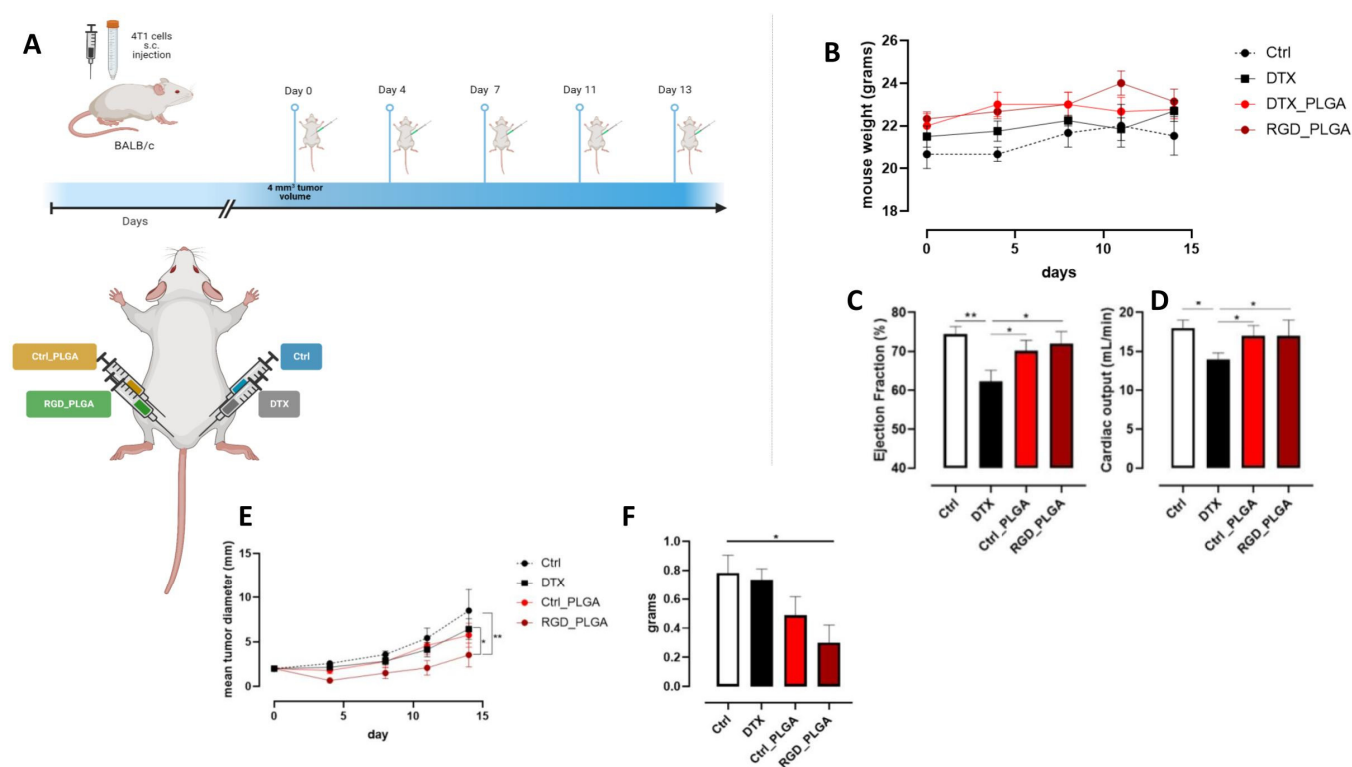 A
4T1 cells
s.c.
injection
BALB/c
Day 0
Day 4
Day 7
Day 11
Day 13
4 mm³ tumor
volume
Days
Ctrl_PLGA
Ctrl
RGD_PLGA
DTX
B
mouse weight (grams)
26
24
22
20
18
0
5
10
15
days
Ctrl
DTX
DTX_PLGA
RGD_PLGA
C
Ejection Fraction (%)
80
70
60
50
40
**
*
*
Ctrl
DTX
Ctrl_PLGA
RGD_PLGA
D
Cardiac output (mL/min)
20
15
10
5
0
*
*
*
Ctrl
DTX
Ctrl_PLGA
RGD_PLGA
E
mean tumor diameter (mm)
15
10
5
0
0
5
10
15
day
*
**
Ctrl
DTX
Ctrl_PLGA
RGD_PLGA
F
grams
1.0
0.8
0.6
0.4
0.2
0.0
*
Ctrl
DTX
Ctrl_PLGA
RGD_PLGA